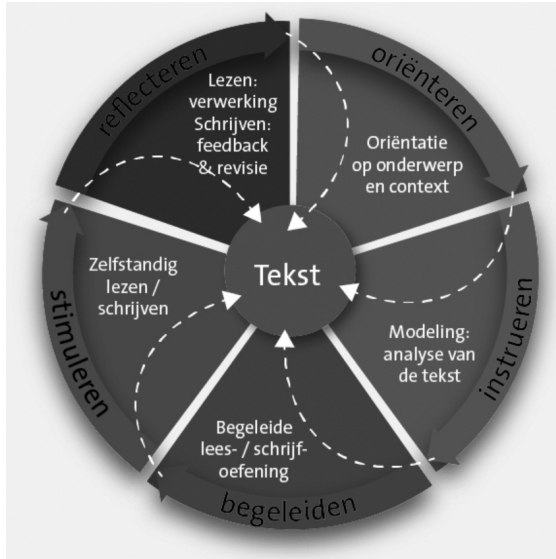 reflecteren
Lezen:
verwerking
Schrijven:
feedback
& revisie
oriënteren
Oriëntatie
op onderwerp
en context
instrueren
Modeling:
analyse van
de tekst
begeleiden
Begeleide
lees- / schrijf-
oefening
stimuleren
Zelfstandig
lezen /
schrijven
Tekst